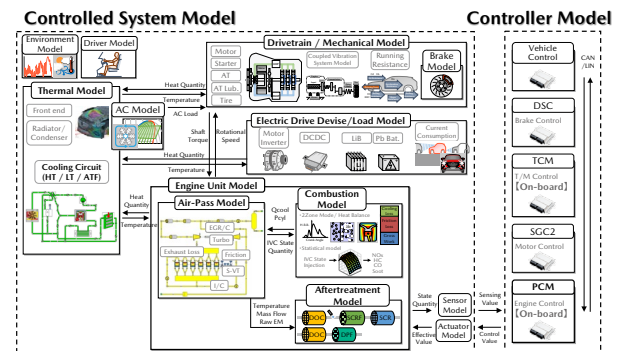 Controlled System Model
Controller Model
Environment
Model
Driver Model
Drivetrain / Mechanical Model
Motor
Starter
AT
AT Lub.
Tire
Coupled Vibration
System Model
Running
Resistance
Brake
Model
Heat Quantity
Temperature
AC Load
Thermal Model
Front end
Radiator/
Condenser
AC Model
Cooling Circuit
(HT / LT / ATF)
Shaft
Torque
Rotational
Speed
Electric Drive Devise/Load Model
Motor
Inverter
DCDC
LiB
Pb Bat.
Current
Consumption
Heat Quantity
Temperature
Engine Unit Model
Heat
Quantity
Temperature
Air-Pass Model
EGR/C
Turbo
Exhaust Loss
Friction
S-VT
I/C
Qcool
Pcyl
IVC State
Quantity
Combustion
Model
・2Zone Mode / Heat Balance
・Statistical model
IVC State
Injection
→NOx
HC
CO
Soot
Temperature
Mass Flow
Raw EM
Aftertreatment
Model
DOC
SCRF
SCR
DOC
DPF
State
Quantity
Sensor
Model
Sensing
Value
Effective
Value
Actuator
Model
Control
Value
Vehicle
Control
CAN
/LIN
DSC
Brake Control
TCM
T/M Control
【On-board】
SGC2
Motor Control
PCM
Engine Control
【On-board】